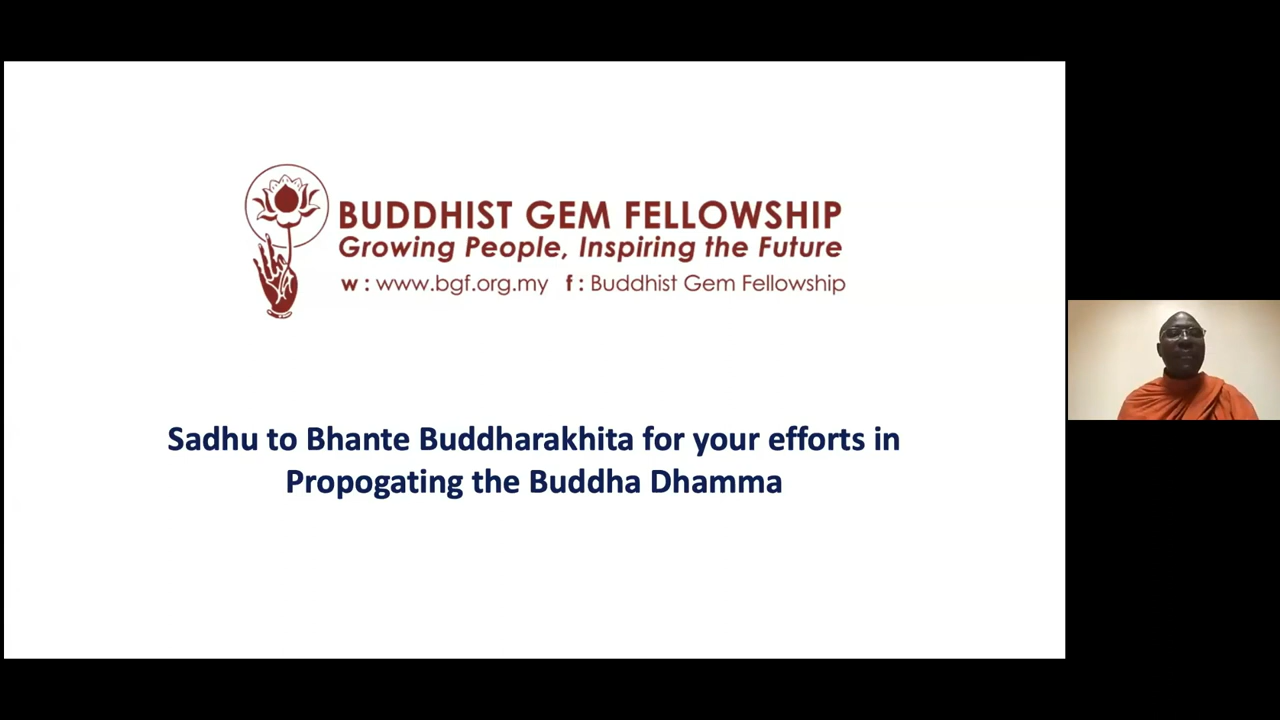 BUDDHIST GEM FELLOWSHIP
Growing People, Inspiring the Future
w : www.bgf.org.my f : Buddhist Gem Fellowship
Sadhu to Bhante Buddharakhita for your efforts in
Propogating the Buddha Dhamma